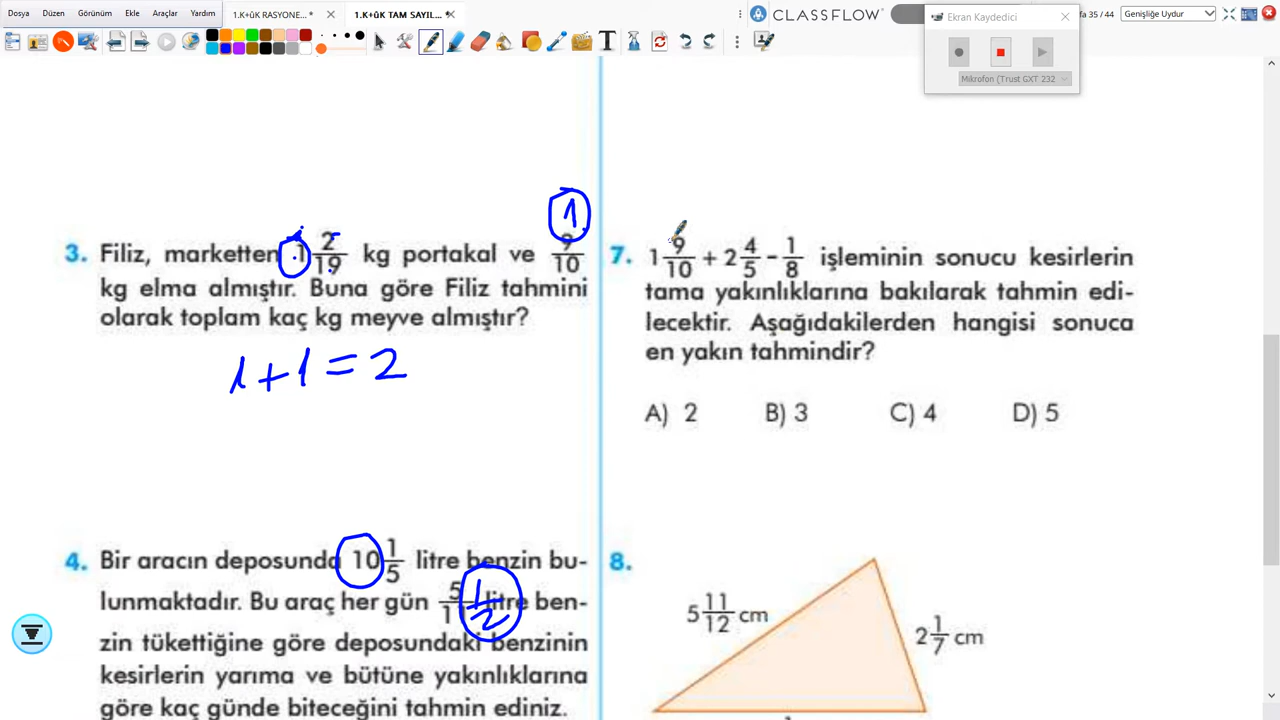 Dosya Düzen Görünüm Ekle Araçlar Yardım
1.K+ûK RASYONE... *
1.K+ûK TAM SAYIL...
CLASSFLOW
fa 35 / 44
Genişliğe Uydur
Ekran Kaydedici
Mikrofon (Trust GXT 232
1
3. Filiz, marketten 1 2/19 kg portakal ve 9/10
kg elma almıştır. Buna göre Filiz tahmini
olarak toplam kaç kg meyve almıştır?
1+1=2
4. Bir aracın deposunda 10 1/5 litre benzin bu-
lunmaktadır. Bu araç her gün litre ben-
1/2
zin tükettiğine göre deposundaki benzinin
kesirlerin yarıma ve bütüne yakınlıklarına
göre kaç günde biteceğini tahmin ediniz.
7. 1 9/10 + 2 4/5 - 1/8 işleminin sonucu kesirlerin
tama yakınlıklarına bakılarak tahmin edi-
lecektir. Aşağıdakilerden hangisi sonuca
en yakın tahmindir?
A) 2 B) 3 C) 4 D) 5
8.
5 11/12 cm
2 1/7 cm